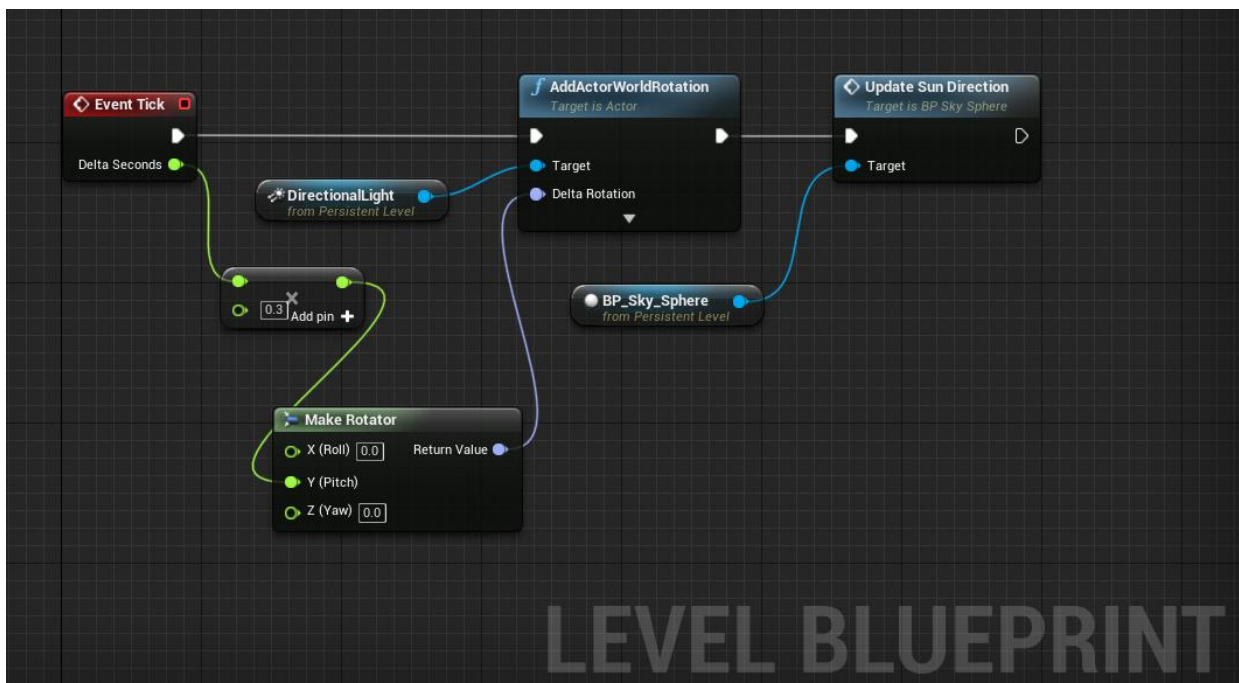 Event Tick
Delta Seconds
DirectionalLight
from Persistent Level
0.3
Add pin
Make Rotator
X (Roll) 0.0
Return Value
Y (Pitch)
Z (Yaw) 0.0
AddActorWorldRotation
Target is Actor
Target
Delta Rotation
BP_Sky_Sphere
from Persistent Level
Update Sun Direction
Target is BP Sky Sphere
Target
LEVEL BLUEPRINT